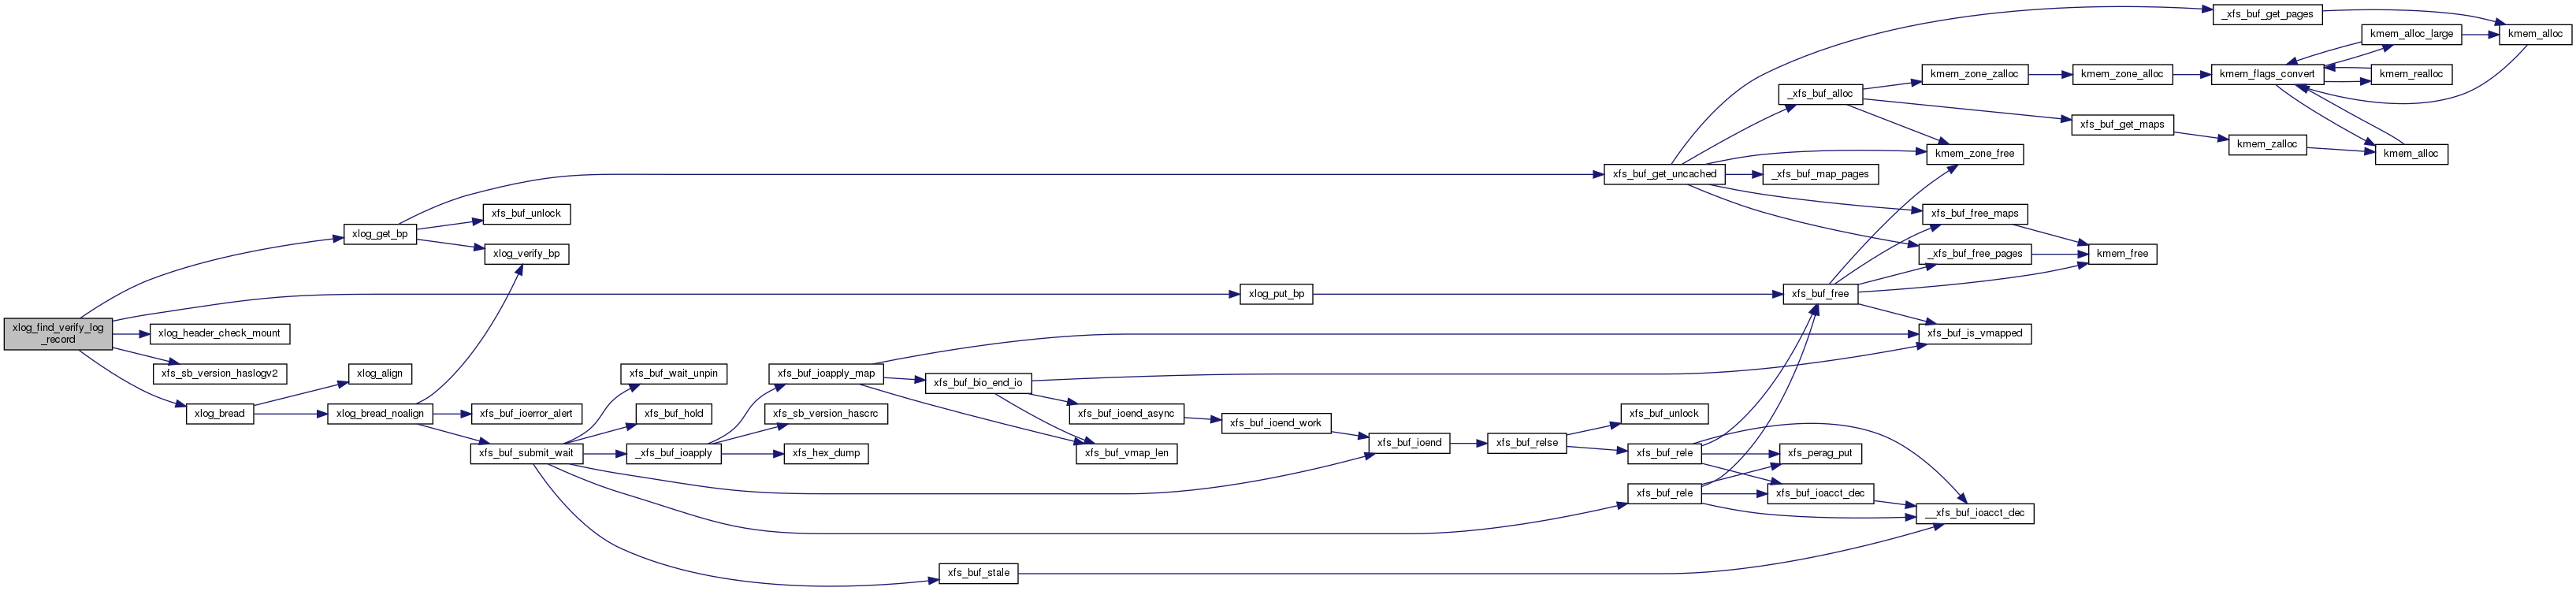 _xfs_buf_get_pages
kmem_alloc_large
kmem_alloc
kmem_zone_zalloc
kmem_zone_alloc
kmem_flags_convert
kmem_realloc
_xfs_buf_alloc
xfs_buf_get_maps
kmem_zalloc
kmem_alloc
kmem_zone_free
xfs_buf_get_uncached
_xfs_buf_map_pages
xfs_buf_unlock
xfs_buf_free_maps
xlog_get_bp
xlog_verify_bp
_xfs_buf_free_pages
kmem_free
xlog_put_bp
xfs_buf_free
xlog_find_verify_log
_record
xlog_header_check_mount
xfs_buf_is_vmapped
xfs_sb_version_haslogv2
xlog_align
xfs_buf_wait_unpin
xfs_buf_ioapply_map
xfs_buf_bio_end_io
xlog_bread
xlog_bread_noalign
xfs_buf_ioerror_alert
xfs_buf_hold
xfs_sb_version_hascrc
xfs_buf_ioend_async
xfs_buf_ioend_work
xfs_buf_unlock
xfs_buf_submit_wait
_xfs_buf_ioapply
xfs_hex_dump
xfs_buf_vmap_len
xfs_buf_ioend
xfs_buf_relse
xfs_buf_rele
xfs_perag_put
xfs_buf_rele
xfs_buf_ioacct_dec
__xfs_buf_ioacct_dec
xfs_buf_stale